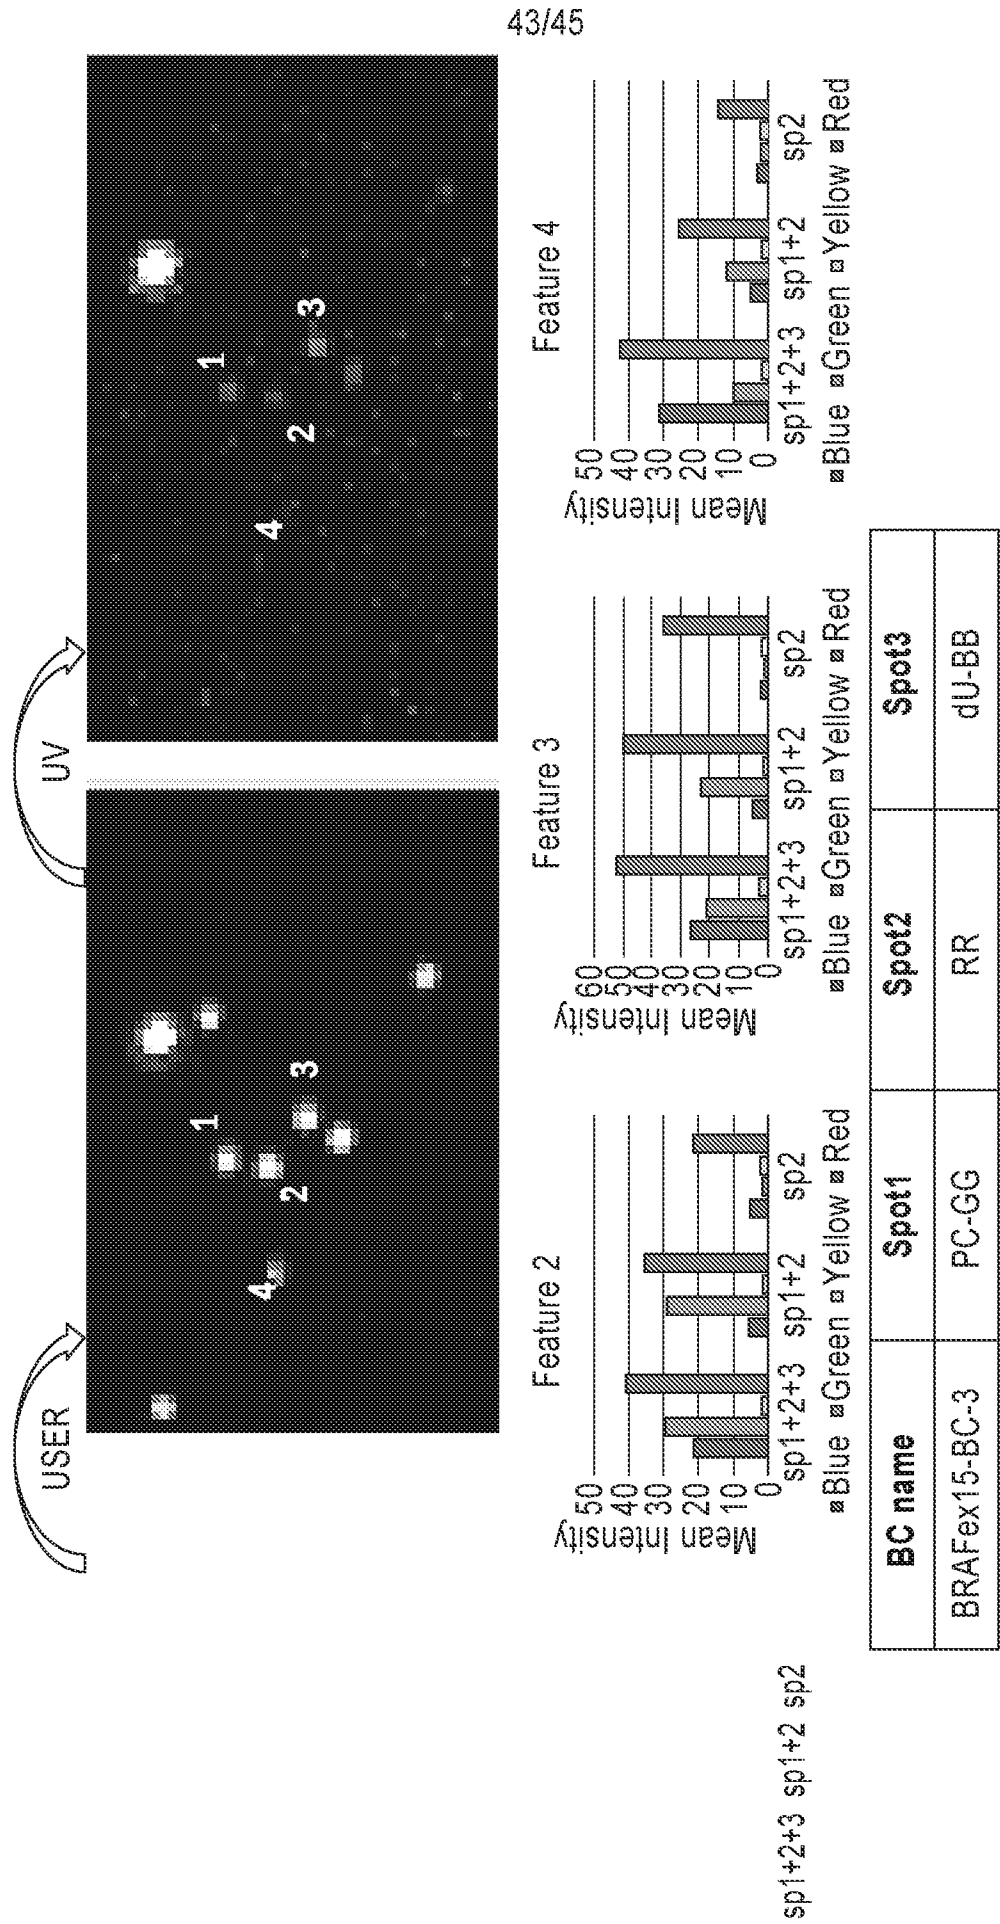 43/45
USER
UV
1
2
3
4
1
2
3
4
Feature 2
Mean Intensity
50
40
30
20
10
0
sp1+2+3 sp1+2 sp2
Blue Green Yellow Red
Feature 3
Mean Intensity
60
50
40
30
20
10
0
sp1+2+3 sp1+2 sp2
Blue Green Yellow Red
Feature 4
Mean Intensity
50
40
30
20
10
0
sp1+2+3 sp1+2 sp2
Blue Green Yellow Red
sp1+2+3 sp1+2 sp2
BC name Spot1 Spot2 Spot3
BRAFex15-BC-3 PC-GG RR dU-BB